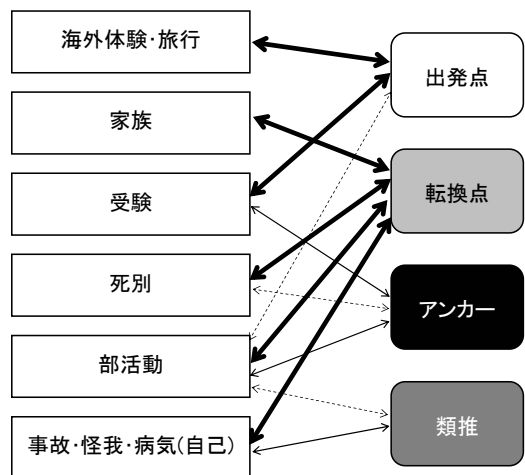 海外体験・旅行
家族
受験
死別
部活動
事故・怪我・病気(自己)
出発点
転換点
アンカー
類推